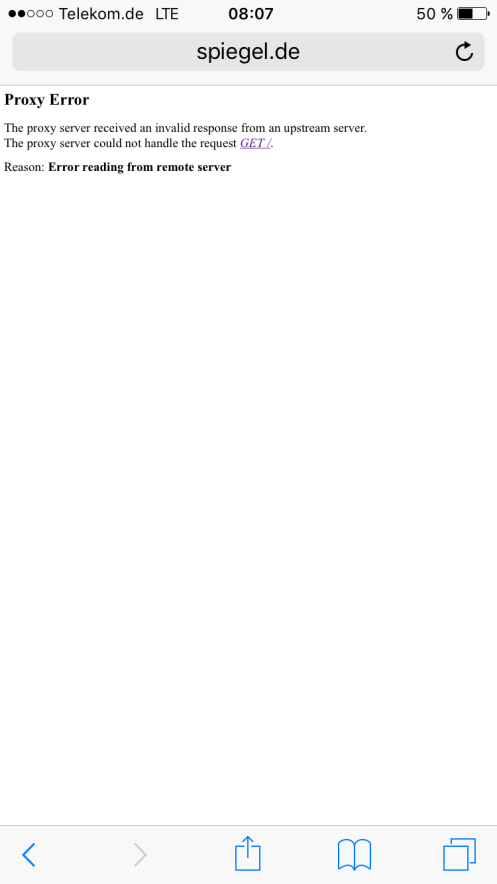 Telekom.de LTE 08:07 50 %
spiegel.de
Proxy Error
The proxy server received an invalid response from an upstream server.
The proxy server could not handle the request GET /.
Reason: Error reading from remote server